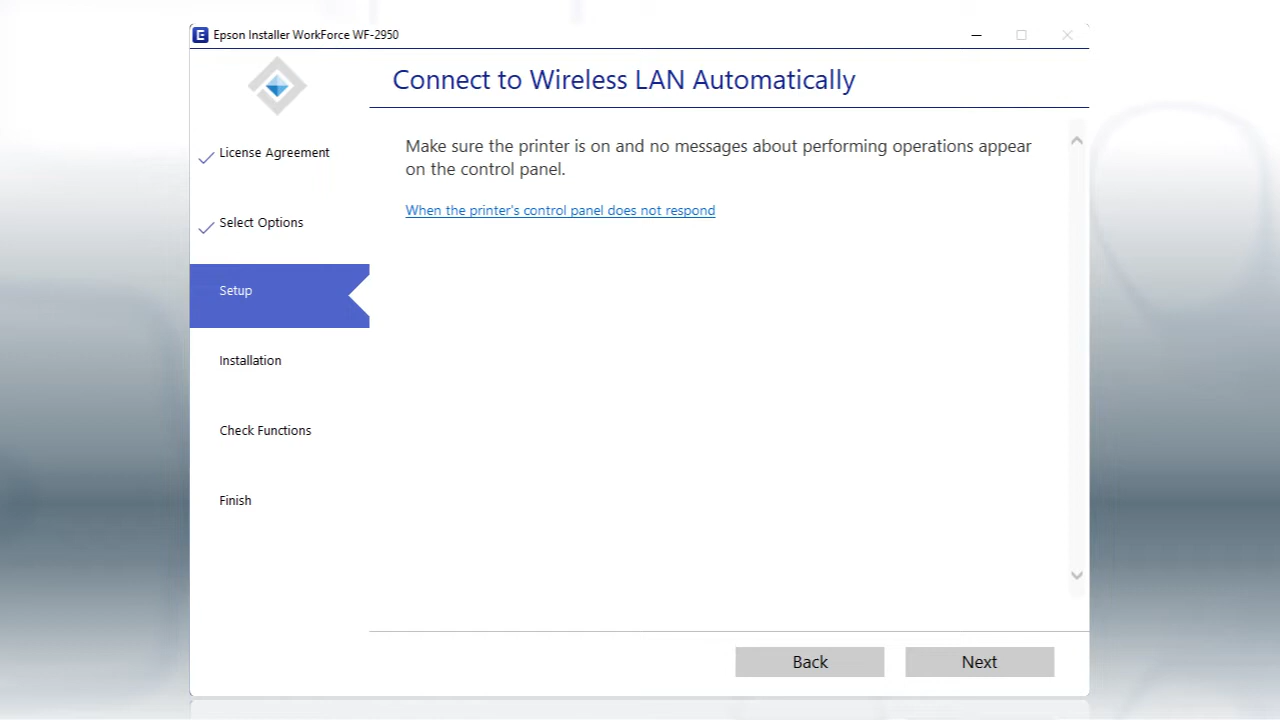 Epson Installer WorkForce WF-2950
Connect to Wireless LAN Automatically
License Agreement
Select Options
Setup
Installation
Check Functions
Finish
Make sure the printer is on and no messages about performing operations appear
on the control panel.
When the printer's control panel does not respond
Back
Next